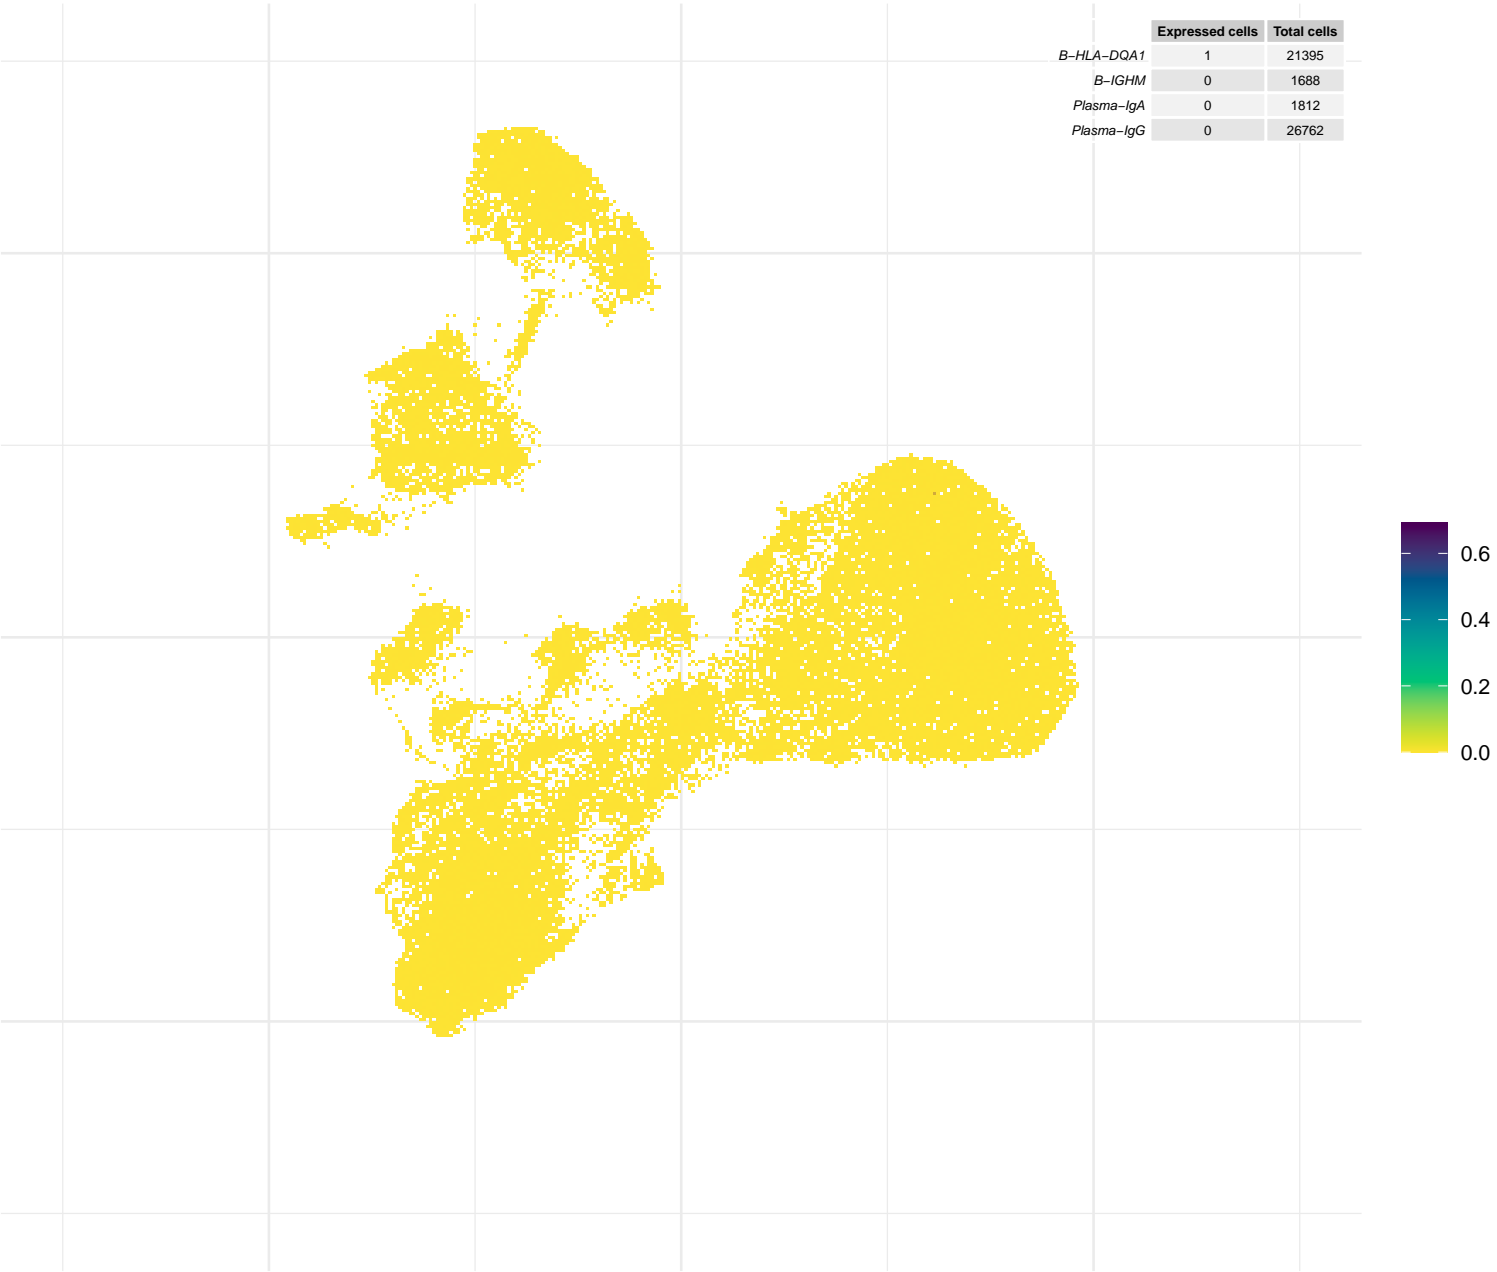 Expressed cells Total cells
B−HLA−DQA1 1 21395
B−IGHM 0 1688
Plasma−IgA 0 1812
Plasma−IgG 0 26762
0.6
0.4
0.2
0.0